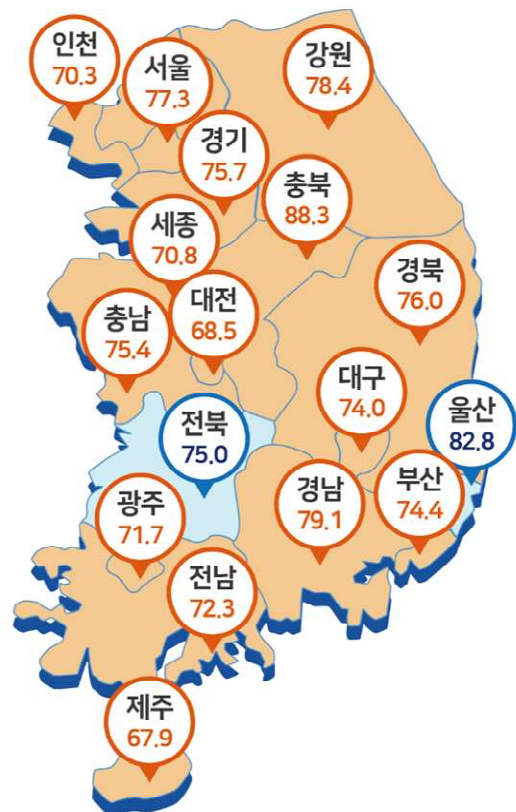 인천
70.3
서울
77.3
강원
78.4
경기
75.7
충북
88.3
세종
70.8
경북
76.0
대전
68.5
충남
75.4
대구
74.0
전북
75.0
울산
82.8
광주
71.7
경남
79.1
부산
74.4
전남
72.3
제주
67.9